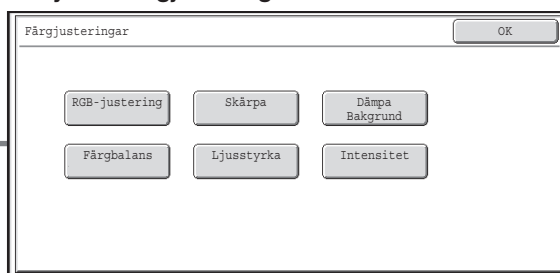 Färgjusteringar
OK
RGB-justering
Skärpa
Dämpa
Bakgrund
Färgbalans
Ljusstyrka
Intensitet